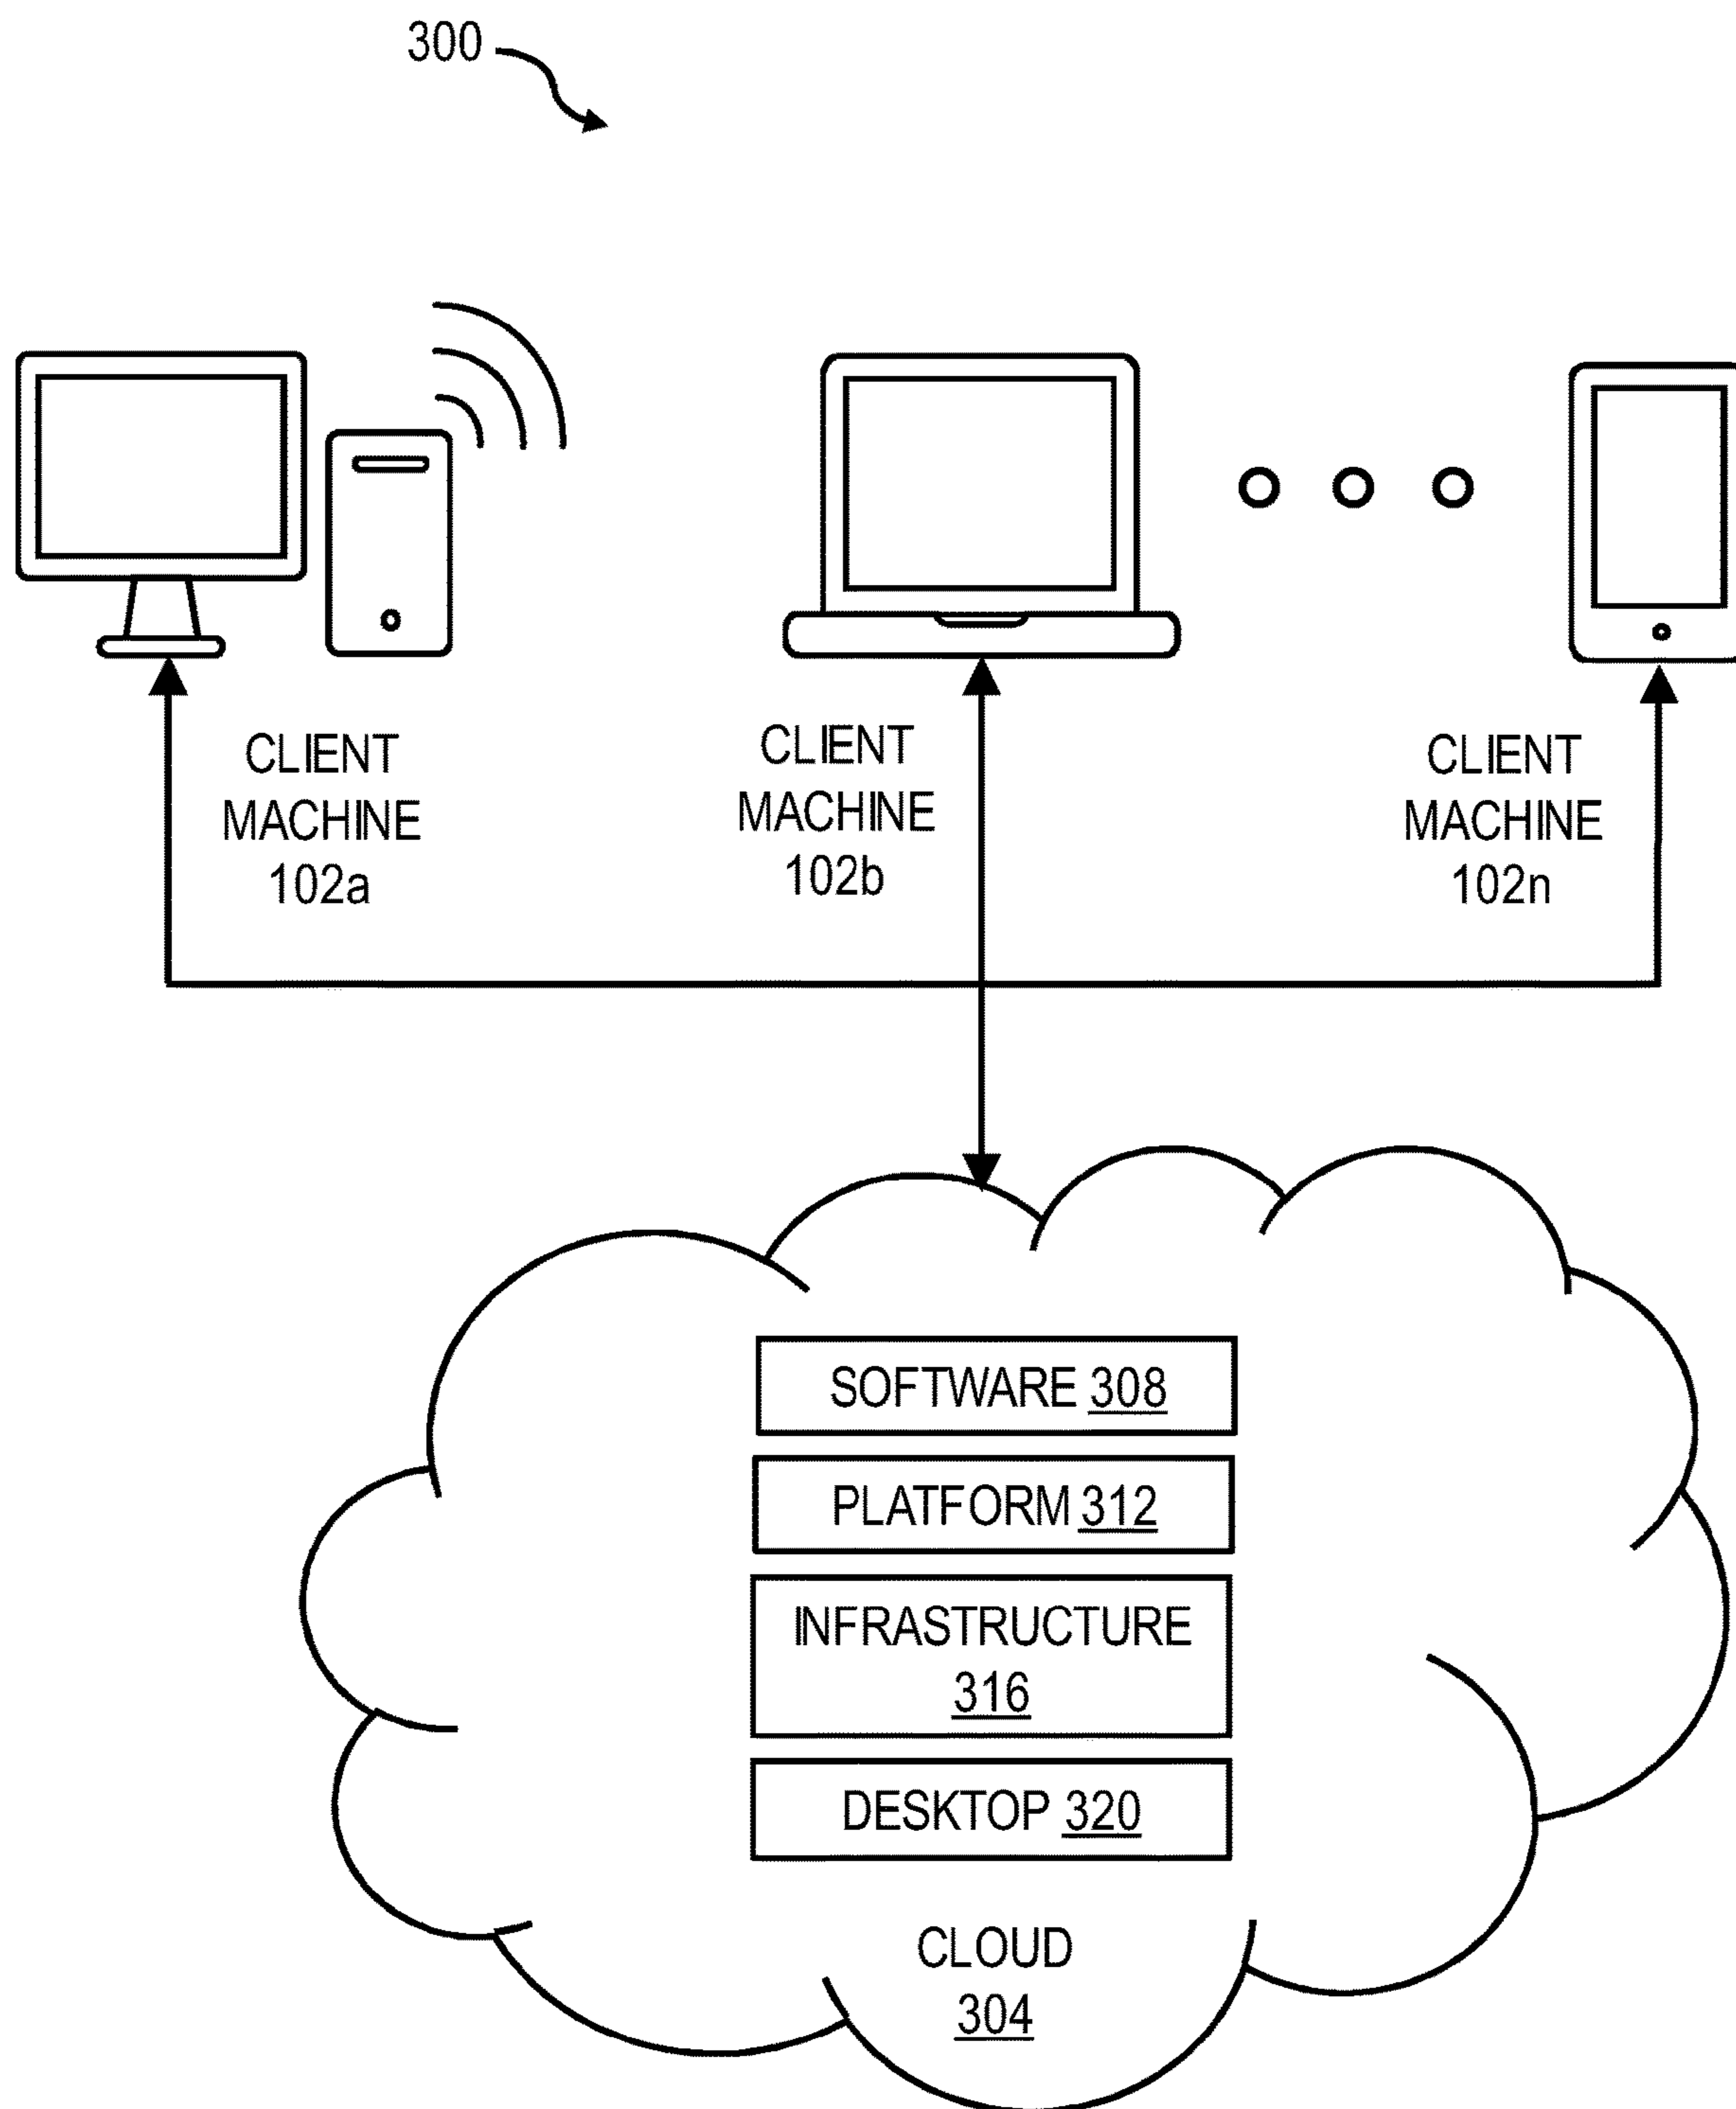 300
CLIENT
MACHINE
102a
CLIENT
MACHINE
102b
CLIENT
MACHINE
102n
SOFTWARE 308
PLATFORM 312
INFRASTRUCTURE
316
DESKTOP 320
CLOUD
304